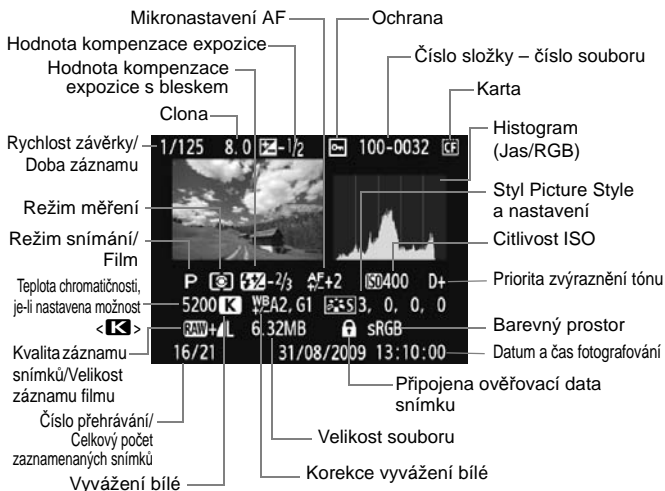 Mikronastavení AF
Ochrana
Hodnota kompenzace expozice
Číslo složky – číslo souboru
Hodnota kompenzace
expozice s bleskem
Karta
Clona
Histogram
(Jas/RGB)
Rychlost závěrky/
Doba záznamu
1/125 8.0 -1/2 100-0032 CF
Styl Picture Style
a nastavení
Režim měření
Citlivost ISO
Režim snímání/
Film
P -2/3 AF+2 ISO400 D+
Priorita zvýraznění tónu
Teplota chromatičnosti,
je-li nastavena možnost
< K >
5200 K WB A2, G1 S 3, 0, 0, 0
RAW+L 6.32MB sRGB
Barevný prostor
Kvalita záznamu
snímků/Velikost
záznamu filmu
16/21 31/08/2009 13:10:00
Datum a čas fotografování
Připojena ověřovací data
snímku
Číslo přehrávání/
Celkový počet
zaznamenaných snímků
Velikost souboru
Korekce vyvážení bílé
Vyvážení bílé